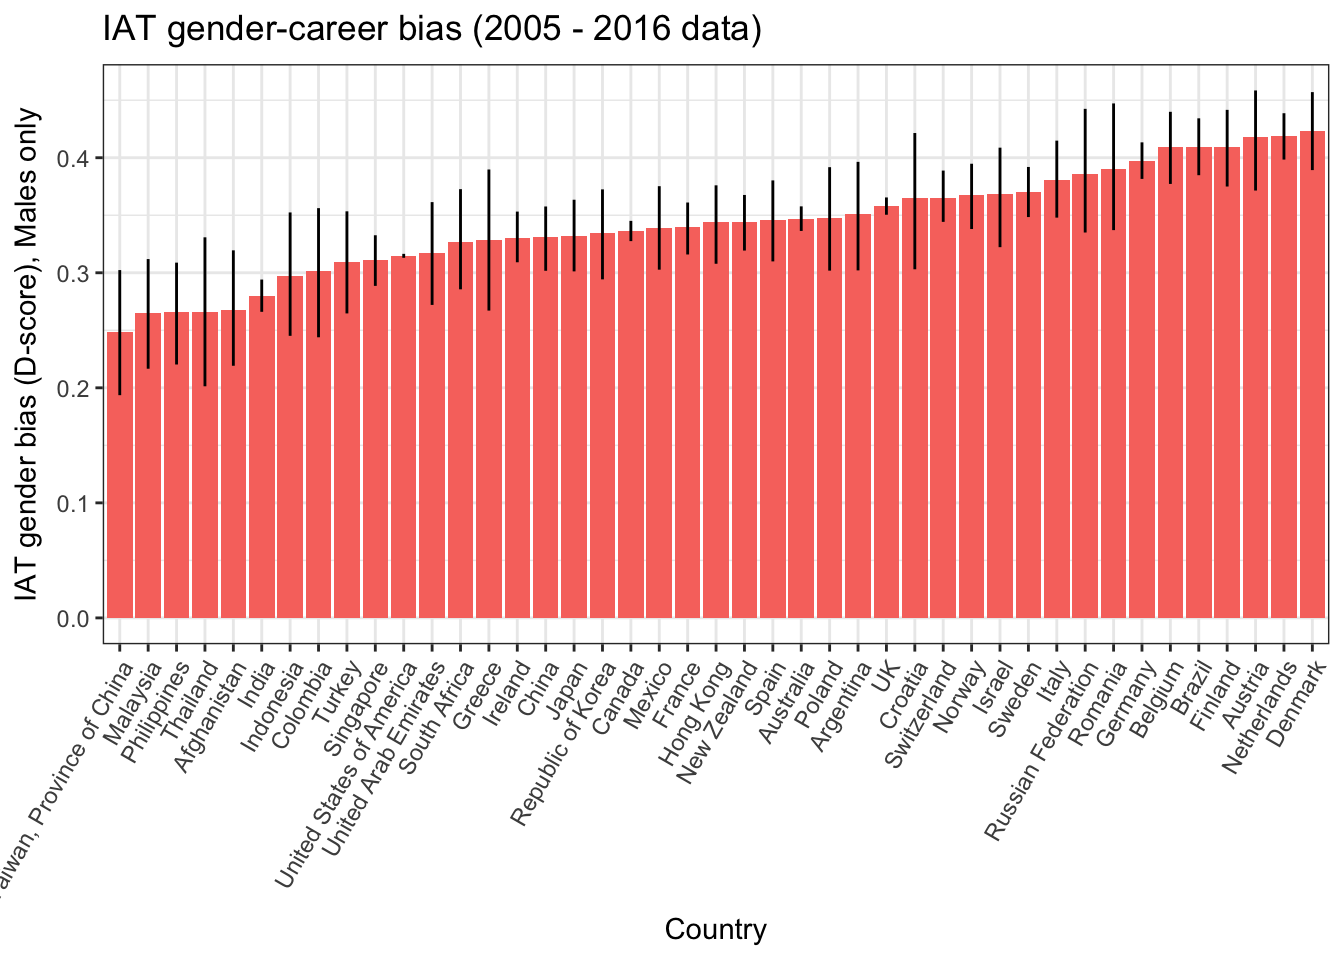 IAT gender-career bias (2005 - 2016 data)
IAT gender bias (D-score), Males only
0.4
0.3
0.2
0.1
0.0
Province of China
Malaysia
Philippines
Thailand
Afghanistan
India
Indonesia
Colombia
Turkey
Singapore
United States of America
United Arab Emirates
South Africa
Greece
Ireland
China
Japan
Republic of Korea
Canada
Mexico
France
Hong Kong
New Zealand
Spain
Australia
Poland
Argentina
UK
Croatia
Switzerland
Norway
Israel
Sweden
Italy
Russian Federation
Romania
Germany
Belgium
Brazil
Finland
Austria
Netherlands
Denmark
Country